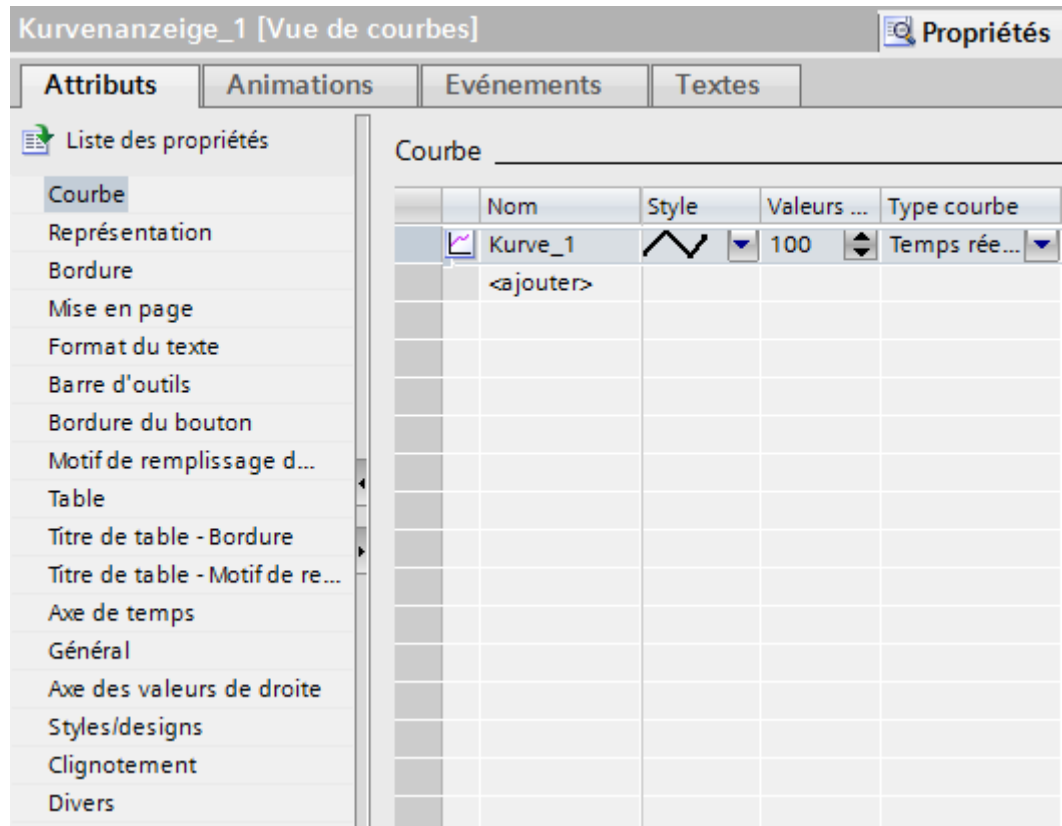 Kurvenanzeige_1 [Vue de courbes]
Propriétés
Attributs
Animations
Evénements
Textes
Liste des propriétés
Courbe
Représentation
Bordure
Mise en page
Format du texte
Barre d'outils
Bordure du bouton
Motif de remplissage d...
Table
Titre de table - Bordure
Titre de table - Motif de re...
Axe de temps
Général
Axe des valeurs de droite
Styles/designs
Clignotement
Divers
Courbe
Nom Style Valeurs ... Type courbe
Kurve_1 100 Temps rée...
<ajouter>